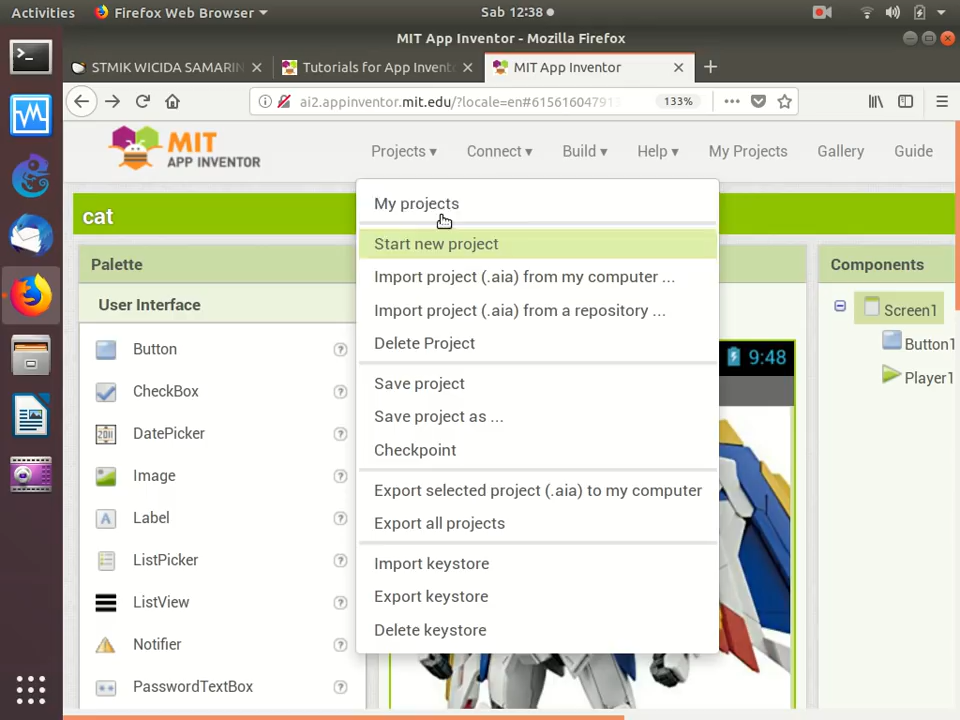 Activities
Firefox Web Browser
Sab 12:38
MIT App Inventor - Mozilla Firefox
STMIK WICIDA SAMARIN
Tutorials for App Invent
MIT App Inventor
ai2.appinventor.mit.edu/?locale=en#6156160479
133%
MIT
APP INVENTOR
Projects
Connect
Build
Help
My Projects
Gallery
Guide
cat
My projects
Start new project
Import project (.aia) from my computer ...
Import project (.aia) from a repository ...
Delete Project
Save project
Save project as ...
Checkpoint
Export selected project (.aia) to my computer
Export all projects
Import keystore
Export keystore
Delete keystore
Palette
User Interface
Button
CheckBox
DatePicker
Image
Label
ListPicker
ListView
Notifier
PasswordTextBox
9:48
Components
Screen1
Button1
Player1